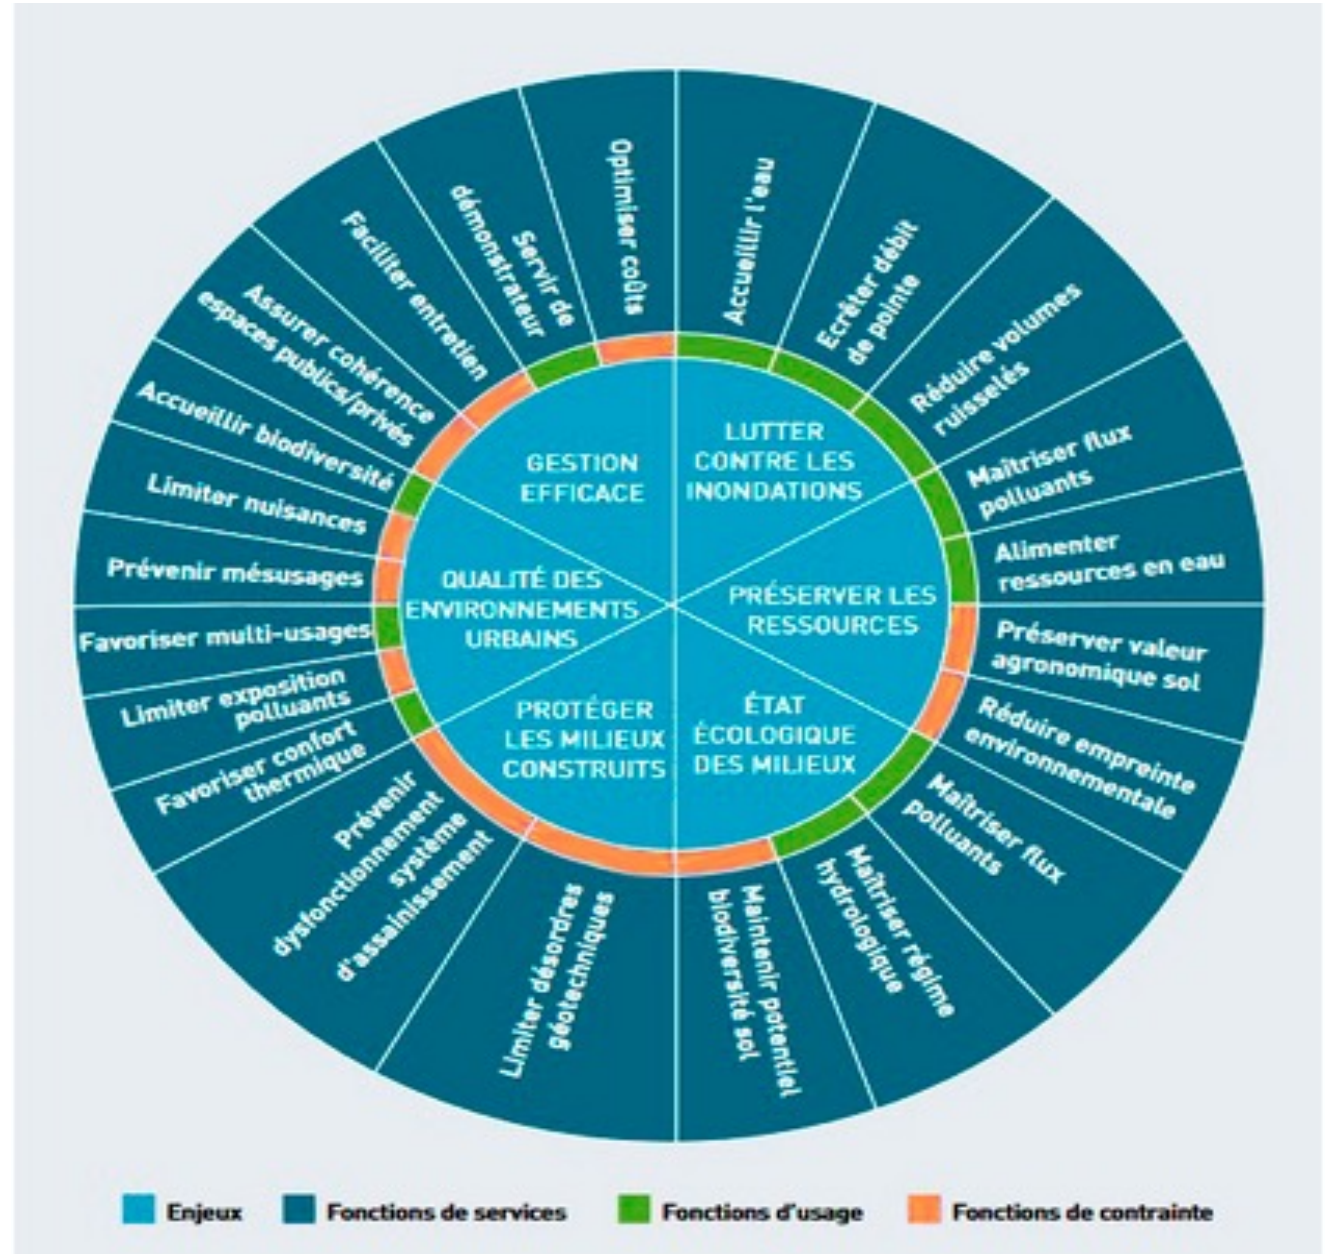 Optimiser coûts
Accueillir l'eau
Ecrêter débit
de pointe
Réduire volumes
ruisselés
Maîtriser flux
polluants
Alimenter
ressources en eau
Préserver valeur
agronomique sol
Réduire empreinte
environnementale
Maîtriser flux
polluants
Maîtriser régime
hydrologique
Maintenir potentiel
biodiversité sol
Limiter désordres
géotechniques
Prévenir
dysfonctionnement
système
d'assainissement
Favoriser confort
thermique
Limiter exposition
polluants
Favoriser multi-usages
Prévenir mésusages
Limiter nuisances
Accueillir biodiversité
Assurer cohérence
espaces publics/privés
Faciliter entretien
Servir de
démonstrateur
GESTION
EFFICACE
LUTTER
CONTRE LES
INONDATIONS
PRÉSERVER LES
RESSOURCES
ÉTAT
ÉCOLOGIQUE
DES MILIEUX
PROTÉGER
LES MILIEUX
CONSTRUITS
QUALITÉ DES
ENVIRONNEMENTS
URBAINS
Enjeux
Fonctions de services
Fonctions d'usage
Fonctions de contrainte